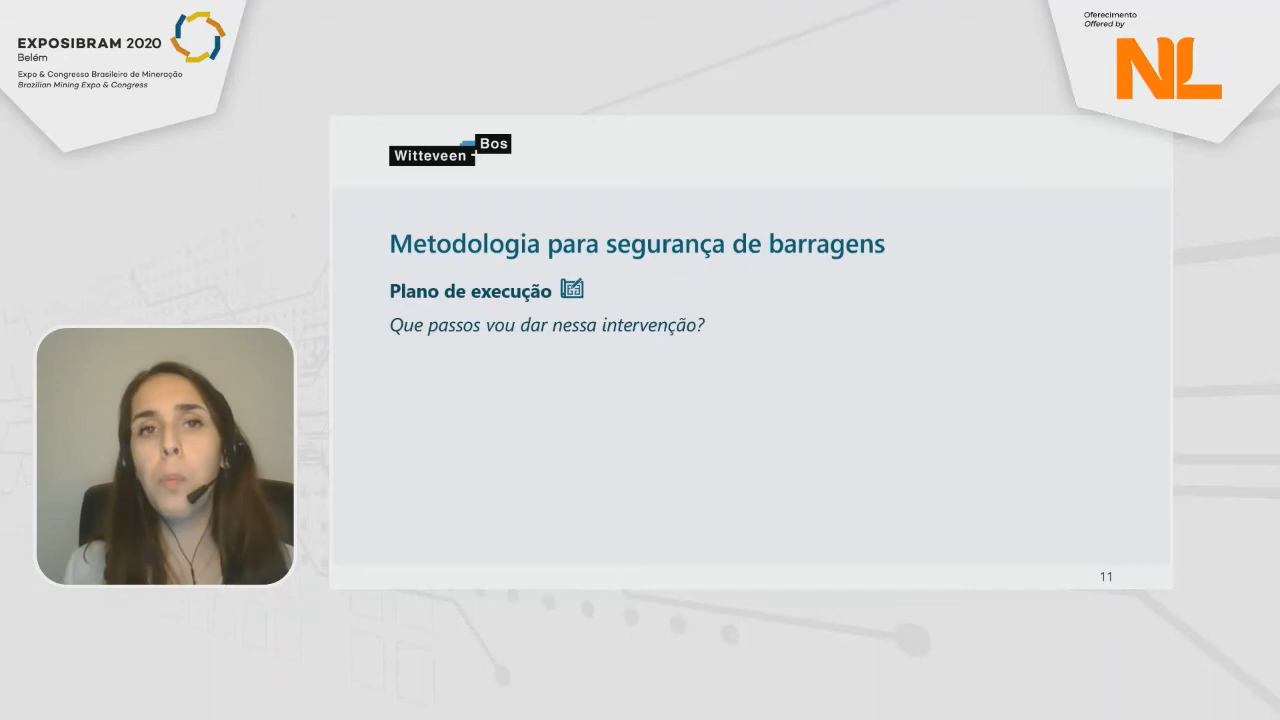 EXPOSIBRAM 2020
Belém
Expo & Congresso Brasileiro de Mineração
Brazilian Mining Expo & Congress
Oferecimento
Offered by
NL
Witteveen + Bos
Metodologia para segurança de barragens
Plano de execução
Que passos vou dar nessa intervenção?
11